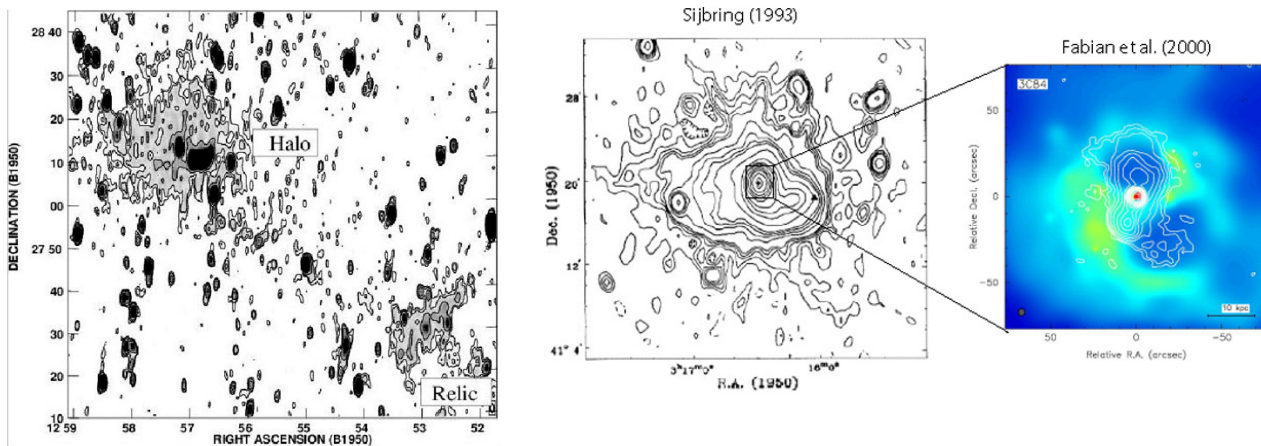 Sijbring (1993)
Fabian et al. (2000)
28 40
30
20
10
00
27 50
40
30
20
10
DECLINATION (B1950)
Halo
Relic
12 59
58
57
56
55
54
53
52
RIGHT ASCENSION (B1950)
28'
20
12
41° 4'
Dec. (1950)
3ʰ17ᵐ0ˢ
16ᵐ0ˢ
R.A. (1950)
3C84
50
0
−50
Relative Decl. (arcsec)
10 kpc
50
0
−50
Relative R.A. (arcsec)